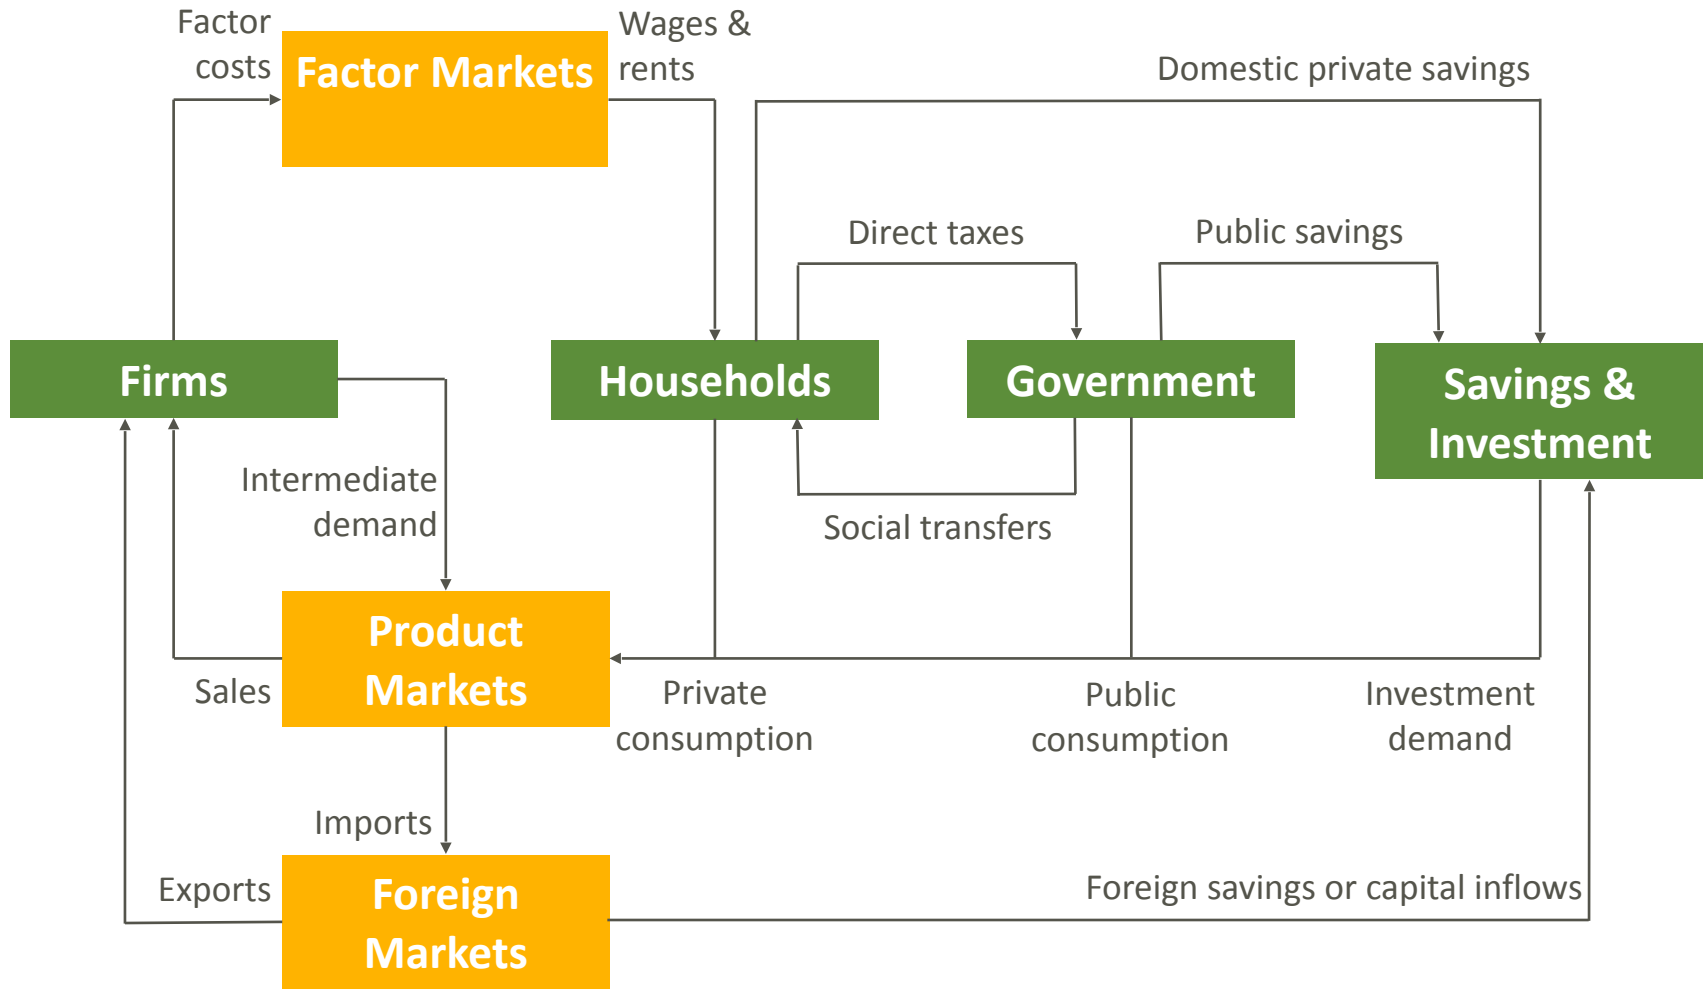 Factor
costs
Factor Markets
Wages &
rents
Domestic private savings
Direct taxes
Public savings
Firms
Households
Government
Savings &
Investment
Intermediate
demand
Social transfers
Product
Markets
Sales
Private
consumption
Public
consumption
Investment
demand
Imports
Exports
Foreign
Markets
Foreign savings or capital inflows